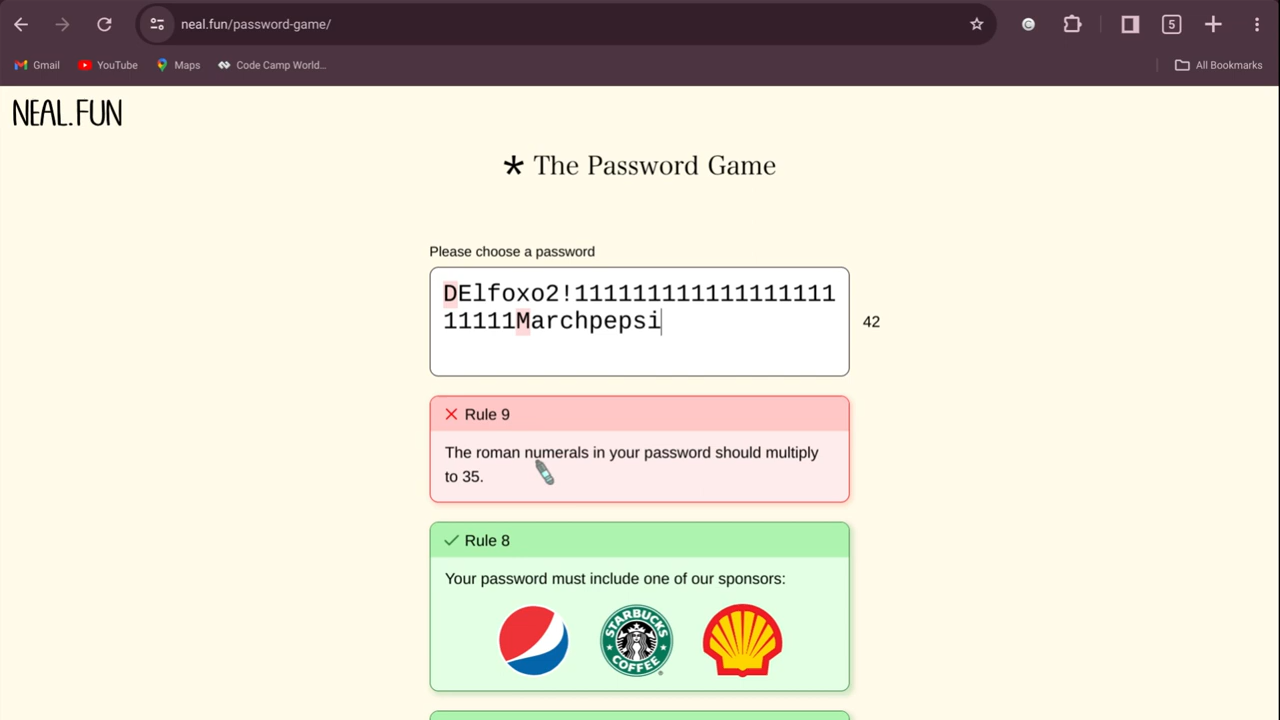 neal.fun/password-game/
5
Gmail
YouTube
Maps
Code Camp World...
All Bookmarks
NEAL.FUN
* The Password Game
Please choose a password
DElfoxo2!111111111111111111
11111Marchpepsi
42
Rule 9
The roman numerals in your password should multiply
to 35.
Rule 8
Your password must include one of our sponsors:
STARBUCKS
COFFEE